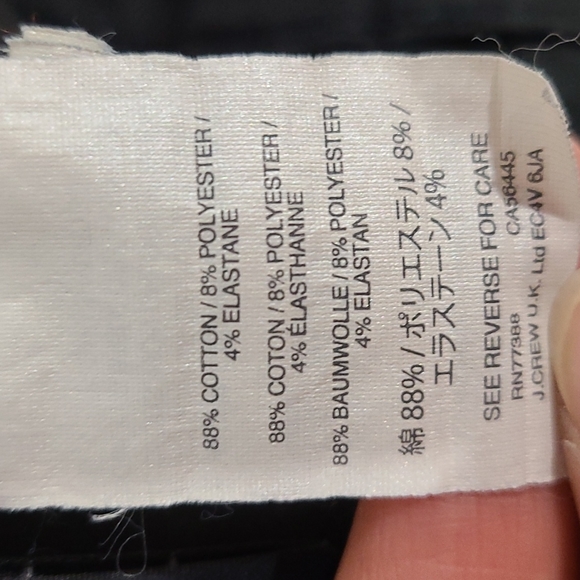 88% COTTON / 8% POLYESTER /
4% ELASTANE
88% COTON / 8% POLYESTER /
4% ÉLASTHANNE
88% BAUMWOLLE / 8% POLYESTER /
4% ELASTAN
綿 88% / ポリエステル 8% /
エラステーン 4%
SEE REVERSE FOR CARE
RN77388 CA56445
J.CREW U.K. Ltd EC4V 6JA